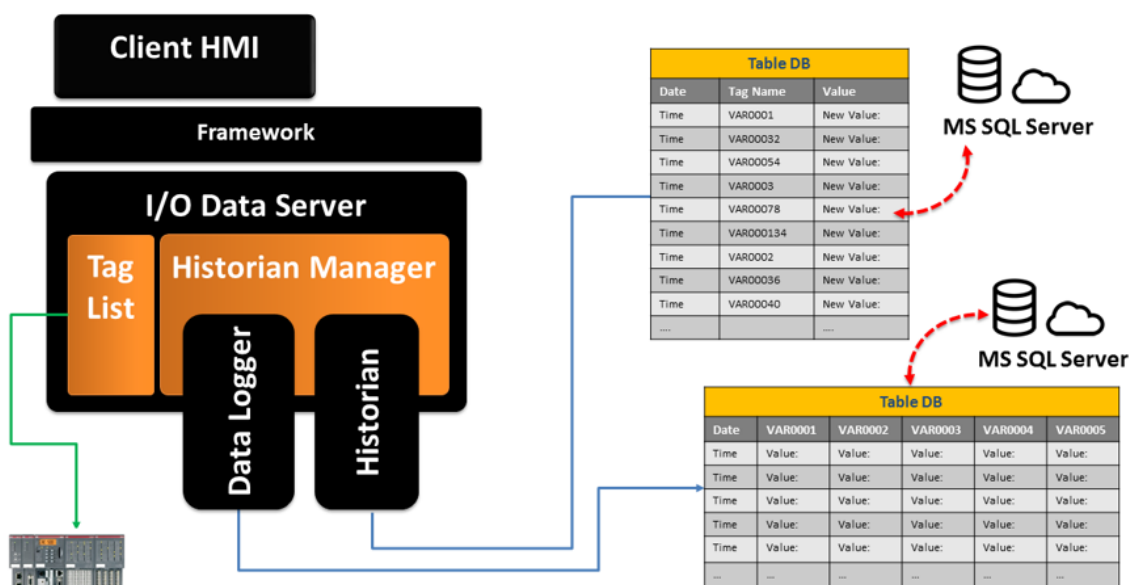 Client HMI
Framework
I/O Data Server
Tag
List
Historian Manager
Data Logger
Historian
Table DB
Date Tag Name Value
Time VAR0001 New Value:
Time VAR00032 New Value:
Time VAR00054 New Value:
Time VAR0003 New Value:
Time VAR00078 New Value:
Time VAR000134 New Value:
Time VAR0002 New Value:
Time VAR00036 New Value:
Time VAR00040 New Value:
.... ....
MS SQL Server
MS SQL Server
Table DB
Date VAR0001 VAR0002 VAR0003 VAR0004 VAR0005
Time Value: Value: Value: Value: Value:
Time Value: Value: Value: Value: Value:
Time Value: Value: Value: Value: Value:
Time Value: Value: Value: Value: Value:
Time Value: Value: Value: Value: Value:
... ... ... ... ... ...